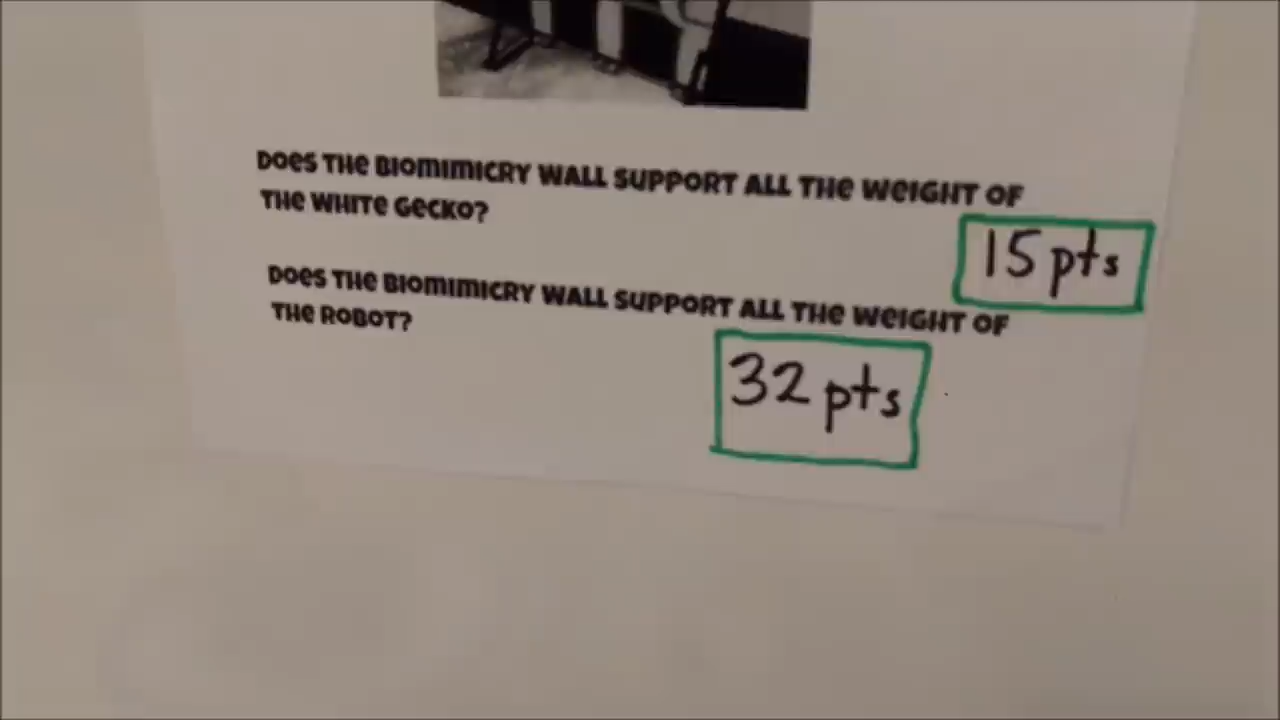 DOES THE BIOMIMICRY WALL SUPPORT ALL THE WEIGHT OF
THE WHITE GECKO?
15 pts
DOES THE BIOMIMICRY WALL SUPPORT ALL THE WEIGHT OF
THE ROBOT?
32 pts